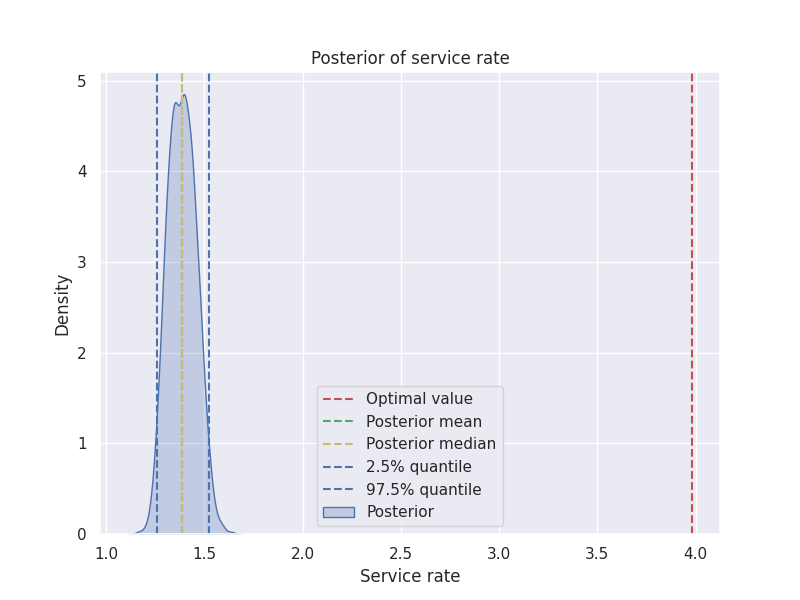 Posterior of service rate
Density
5
4
3
2
1
0
Optimal value
Posterior mean
Posterior median
2.5% quantile
97.5% quantile
Posterior
1.0 1.5 2.0 2.5 3.0 3.5 4.0
Service rate